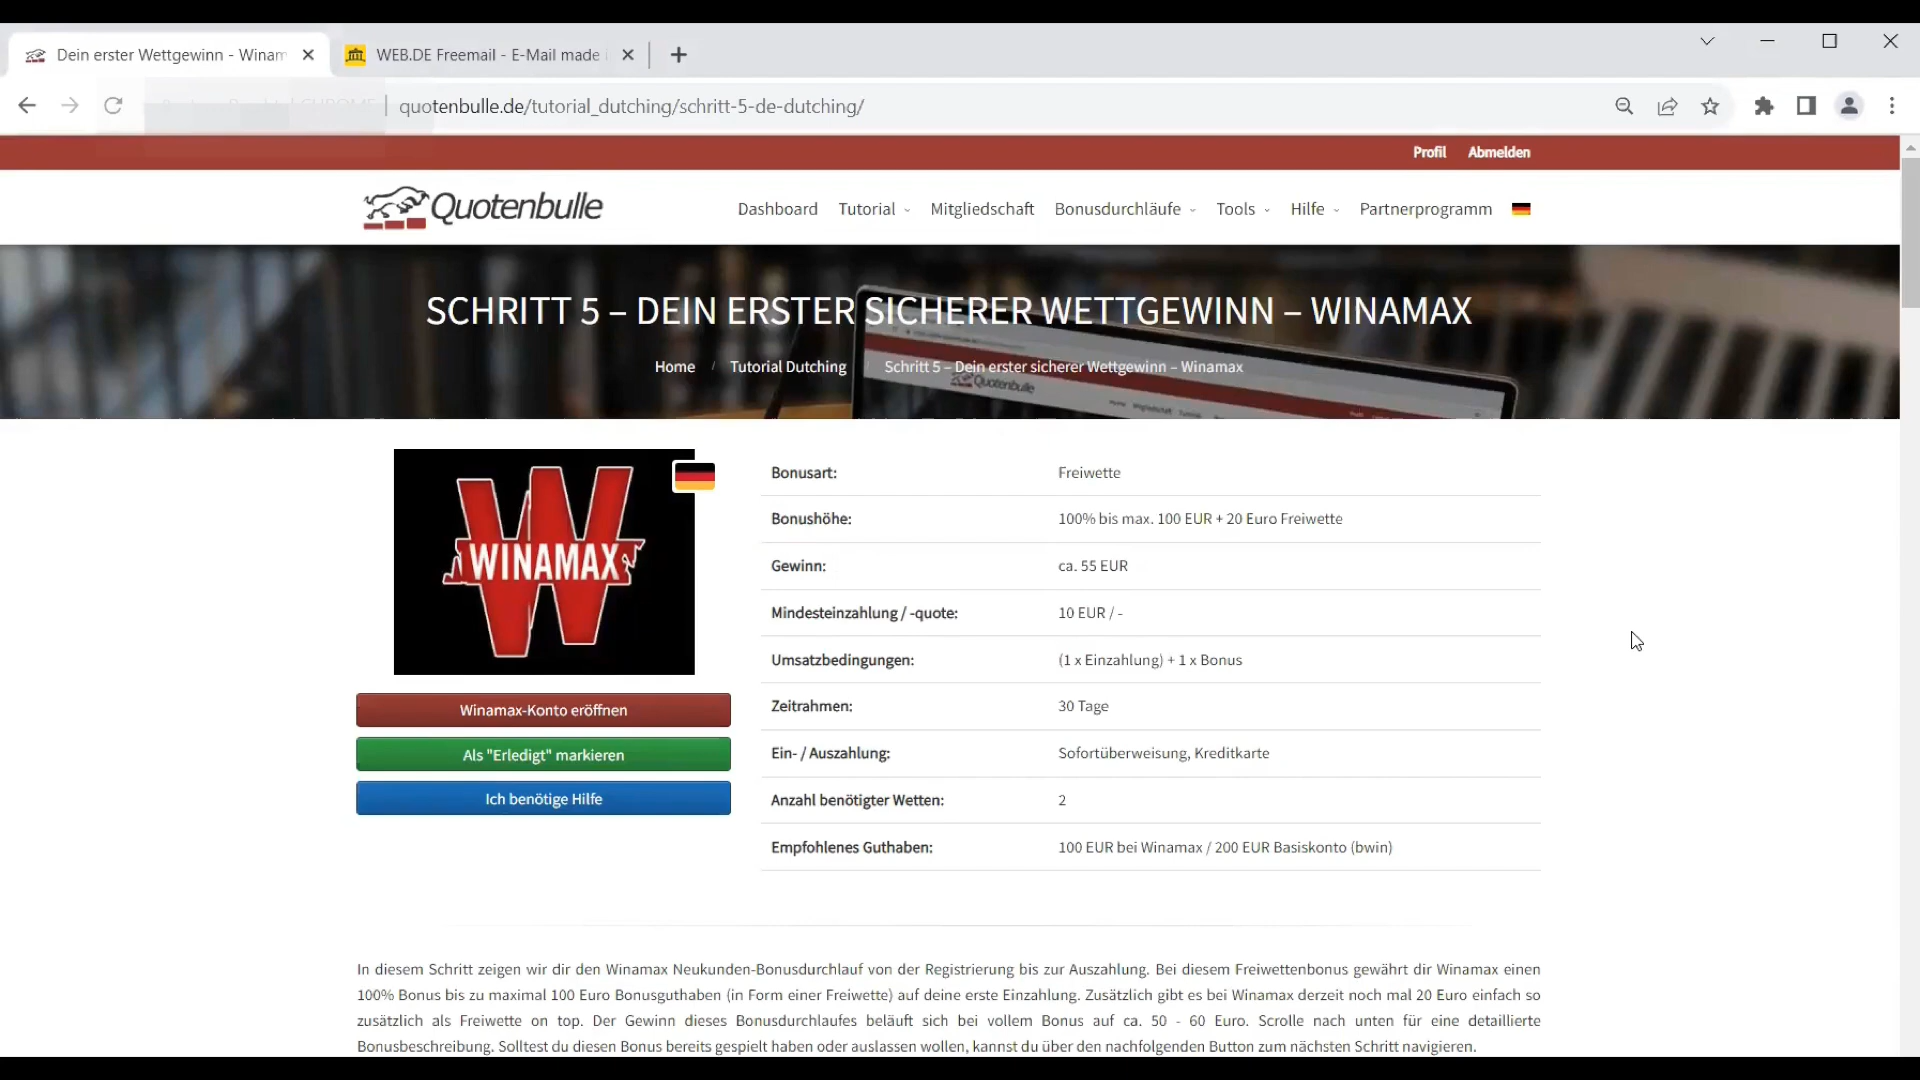 Dein erster Wettgewinn - Winam
WEB.DE Freemail - E-Mail made
quotenbulle.de/tutorial_dutching/schritt-5-de-dutching/
Profil Abmelden
Quotenbulle
Dashboard Tutorial Mitgliedschaft Bonusdurchläufe Tools Hilfe Partnerprogramm
SCHRITT 5 – DEIN ERSTER SICHERER WETTGEWINN – WINAMAX
Home / Tutorial Dutching / Schritt 5 – Dein erster sicherer Wettgewinn – Winamax
Quotenbulle
WINAMAX
Winamax-Konto eröffnen
Als "Erledigt" markieren
Ich benötige Hilfe
Bonusart: Freiwette
Bonushöhe: 100% bis max. 100 EUR + 20 Euro Freiwette
Gewinn: ca. 55 EUR
Mindesteinzahlung / -quote: 10 EUR / -
Umsatzbedingungen: (1 x Einzahlung) + 1 x Bonus
Zeitrahmen: 30 Tage
Ein- / Auszahlung: Sofortüberweisung, Kreditkarte
Anzahl benötigter Wetten: 2
Empfohlenes Guthaben: 100 EUR bei Winamax / 200 EUR Basiskonto (bwin)
In diesem Schritt zeigen wir dir den Winamax Neukunden-Bonusdurchlauf von der Registrierung bis zur Auszahlung. Bei diesem Freiwettenbonus gewährt dir Winamax einen
100% Bonus bis zu maximal 100 Euro Bonusguthaben (in Form einer Freiwette) auf deine erste Einzahlung. Zusätzlich gibt es bei Winamax derzeit noch mal 20 Euro einfach so
zusätzlich als Freiwette on top. Der Gewinn dieses Bonusdurchlaufes beläuft sich bei vollem Bonus auf ca. 50 - 60 Euro. Scrolle nach unten für eine detaillierte
Bonusbeschreibung. Solltest du diesen Bonus bereits gespielt haben oder auslassen wollen, kannst du über den nachfolgenden Button zum nächsten Schritt navigieren.